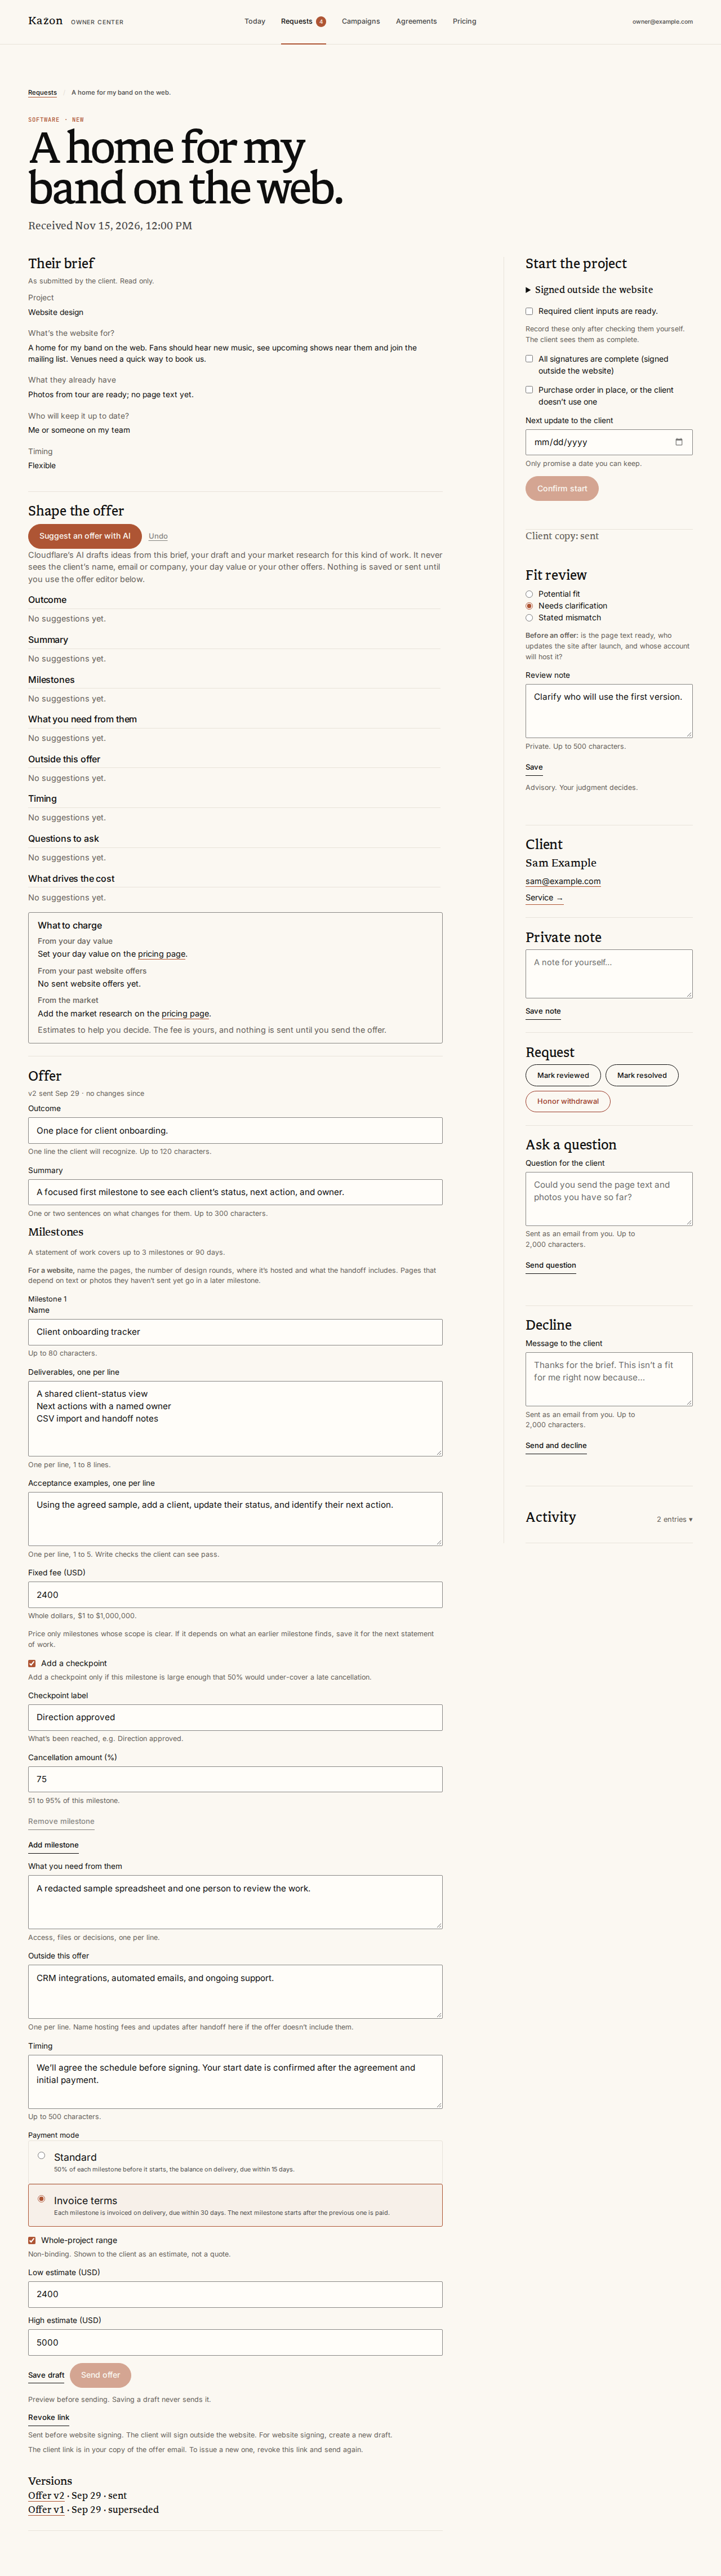 Kazon OWNER CENTER
Today
Requests 4
Campaigns
Agreements
Pricing
owner@example.com
Requests
A home for my band on the web.
SOFTWARE · NEW
A home for my
band on the web.
Received Nov 15, 2026, 12:00 PM
Their brief
As submitted by the client. Read only.
Project
Website design
What's the website for?
A home for my band on the web. Fans should hear new music, see upcoming shows near them and join the
mailing list. Venues need a quick way to book us.
What they already have
Photos from tour are ready; no page text yet.
Who will keep it up to date?
Me or someone on my team
Timing
Flexible
Shape the offer
Suggest an offer with AI
Undo
Cloudflare's AI drafts ideas from this brief, your draft and your market research for this kind of work. It never
sees the client's name, email or company, your day value or your other offers. Nothing is saved or sent until
you use the offer editor below.
Outcome
No suggestions yet.
Summary
No suggestions yet.
Milestones
No suggestions yet.
What you need from them
No suggestions yet.
Outside this offer
No suggestions yet.
Timing
No suggestions yet.
Questions to ask
No suggestions yet.
What drives the cost
No suggestions yet.
What to charge
From your day value
Set your day value on the pricing page.
From your past website offers
No sent website offers yet.
From the market
Add the market research on the pricing page.
Estimates to help you decide. The fee is yours, and nothing is sent until you send the offer.
Offer
v2 sent Sep 29 · no changes since
Outcome
One place for client onboarding.
One line the client will recognize. Up to 120 characters.
Summary
A focused first milestone to see each client's status, next action, and owner.
One or two sentences on what changes for them. Up to 300 characters.
Milestones
A statement of work covers up to 3 milestones or 90 days.
For a website, name the pages, the number of design rounds, where it's hosted and what the handoff includes. Pages that
depend on text or photos they haven't sent yet go in a later milestone.
Milestone 1
Name
Client onboarding tracker
Up to 80 characters.
Deliverables, one per line
A shared client-status view
Next actions with a named owner
CSV import and handoff notes
One per line, 1 to 8 lines.
Acceptance examples, one per line
Using the agreed sample, add a client, update their status, and identify their next action.
One per line, 1 to 5. Write checks the client can see pass.
Fixed fee (USD)
2400
Whole dollars, $1 to $1,000,000.
Price only milestones whose scope is clear. If it depends on what an earlier milestone finds, save it for the next statement
of work.
Add a checkpoint
Add a checkpoint only if this milestone is large enough that 50% would under-cover a late cancellation.
Checkpoint label
Direction approved
What's been reached, e.g. Direction approved.
Cancellation amount (%)
75
51 to 95% of this milestone.
Remove milestone
Add milestone
What you need from them
A redacted sample spreadsheet and one person to review the work.
Access, files or decisions, one per line.
Outside this offer
CRM integrations, automated emails, and ongoing support.
One per line. Name hosting fees and updates after handoff here if the offer doesn't include them.
Timing
We'll agree the schedule before signing. Your start date is confirmed after the agreement and
initial payment.
Up to 500 characters.
Payment mode
Standard
50% of each milestone before it starts, the balance on delivery, due within 15 days.
Invoice terms
Each milestone is invoiced on delivery, due within 30 days. The next milestone starts after the previous one is paid.
Whole-project range
Non-binding. Shown to the client as an estimate, not a quote.
Low estimate (USD)
2400
High estimate (USD)
5000
Save draft
Send offer
Preview before sending. Saving a draft never sends it.
Revoke link
Sent before website signing. The client will sign outside the website. For website signing, create a new draft.
The client link is in your copy of the offer email. To issue a new one, revoke this link and send again.
Versions
Offer v2 · Sep 29 · sent
Offer v1 · Sep 29 · superseded
Start the project
Signed outside the website
Required client inputs are ready.
Record these only after checking them yourself.
The client sees them as complete.
All signatures are complete (signed
outside the website)
Purchase order in place, or the client
doesn't use one
Next update to the client
mm/dd/yyyy
Only promise a date you can keep.
Confirm start
Client copy: sent
Fit review
Potential fit
Needs clarification
Stated mismatch
Before an offer: is the page text ready, who
updates the site after launch, and whose account
will host it?
Review note
Clarify who will use the first version.
Private. Up to 500 characters.
Save
Advisory. Your judgment decides.
Client
Sam Example
sam@example.com
Service →
Private note
A note for yourself...
Save note
Request
Mark reviewed
Mark resolved
Honor withdrawal
Ask a question
Question for the client
Could you send the page text and
photos you have so far?
Sent as an email from you. Up to
2,000 characters.
Send question
Decline
Message to the client
Thanks for the brief. This isn't a fit
for me right now because...
Sent as an email from you. Up to
2,000 characters.
Send and decline
Activity
2 entries ▾